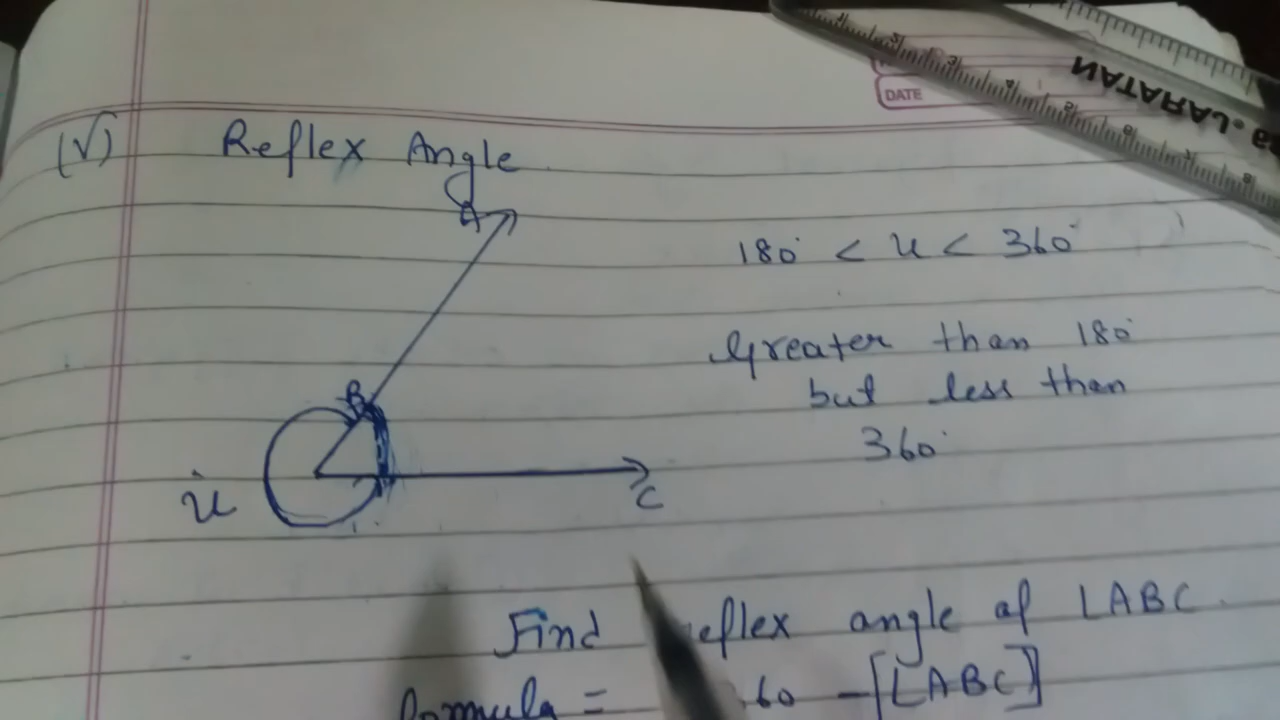 (V) Reflex Angle
A
180° < u < 360°
Greater than 180°
but less than
360°
B
u
C
Find eflex angle of ∠ABC
Formula = 60 - [∠ABC]
DATE